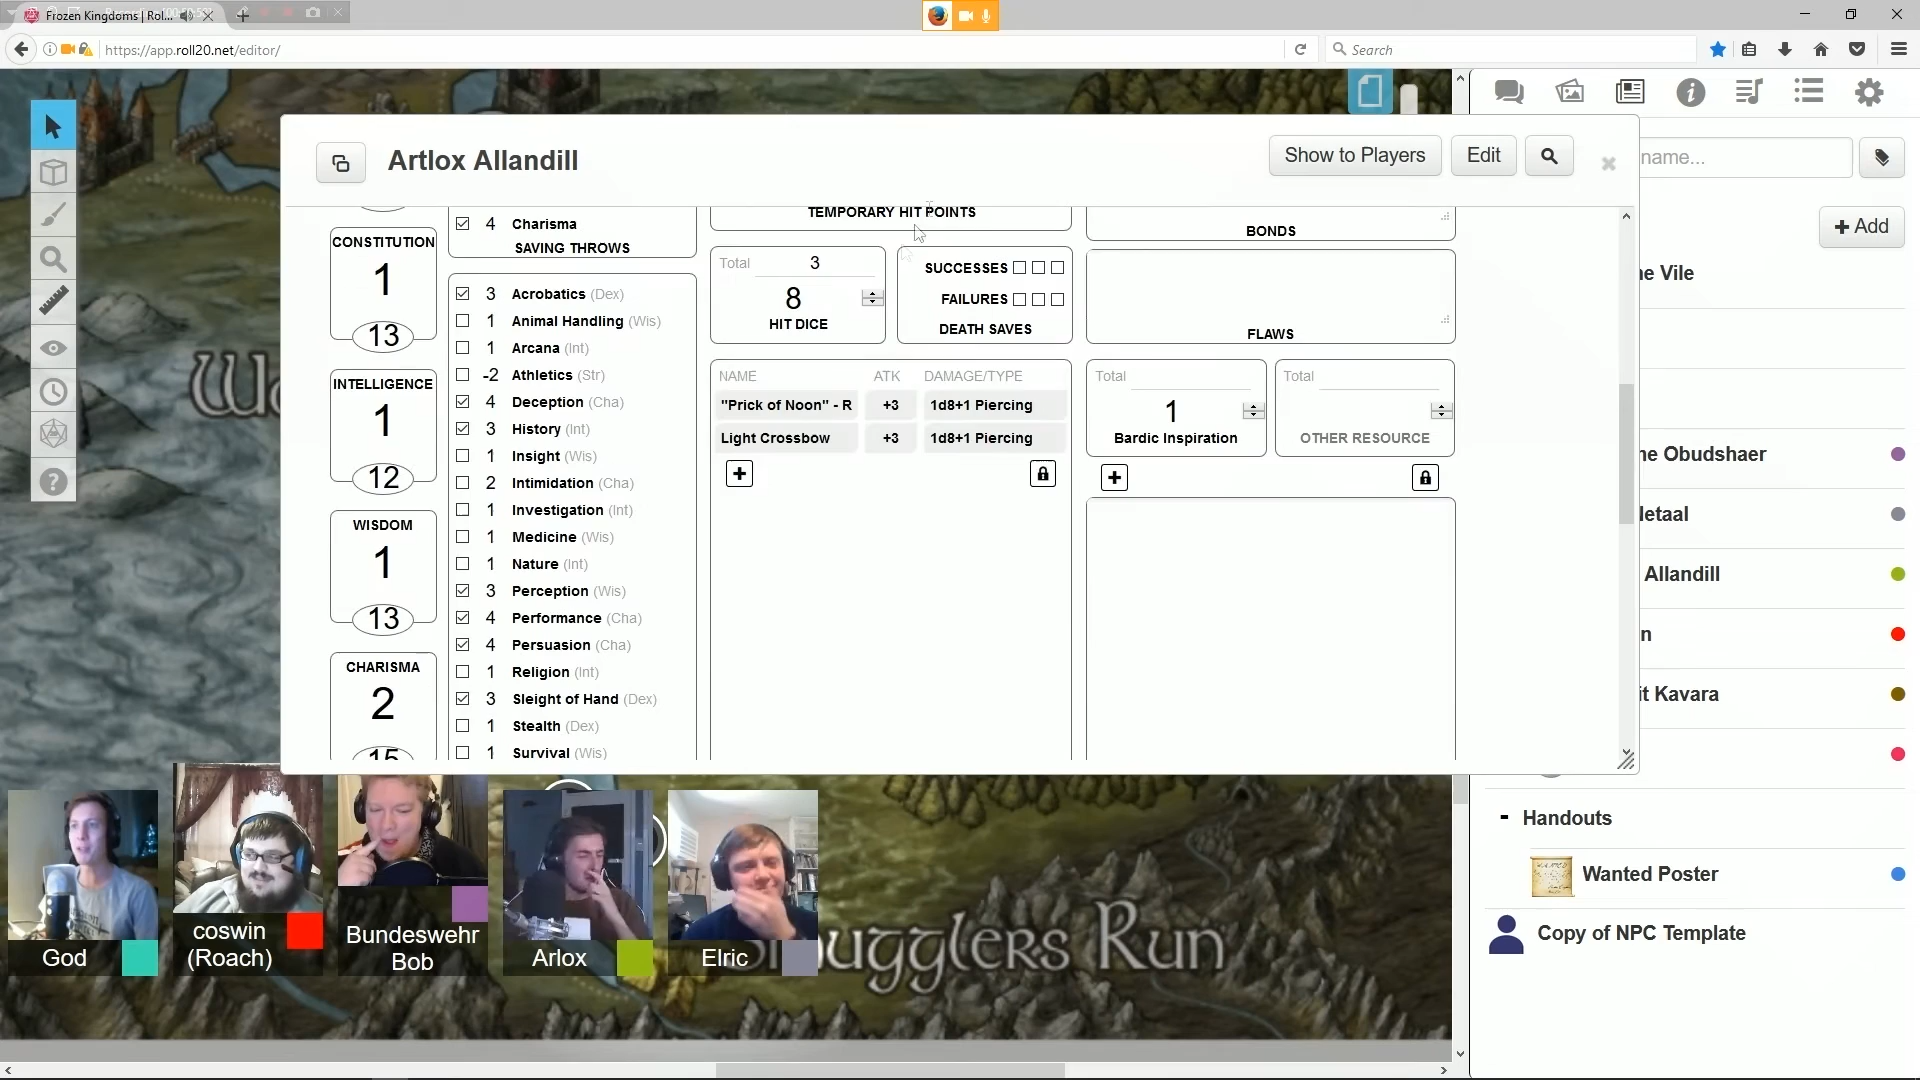 Frozen Kingdoms | Rol...
https://app.roll20.net/editor/
Search
Artlox Allandill
Show to Players
Edit
name...
Add
CONSTITUTION
1
13
INTELLIGENCE
1
12
WISDOM
1
13
CHARISMA
2
15
4 Charisma
SAVING THROWS
3 Acrobatics (Dex)
1 Animal Handling (Wis)
1 Arcana (Int)
-2 Athletics (Str)
4 Deception (Cha)
3 History (Int)
1 Insight (Wis)
2 Intimidation (Cha)
1 Investigation (Int)
1 Medicine (Wis)
1 Nature (Int)
3 Perception (Wis)
4 Performance (Cha)
4 Persuasion (Cha)
1 Religion (Int)
3 Sleight of Hand (Dex)
1 Stealth (Dex)
1 Survival (Wis)
TEMPORARY HIT POINTS
Total 3
8
HIT DICE
SUCCESSES
FAILURES
DEATH SAVES
NAME ATK DAMAGE/TYPE
"Prick of Noon" - R +3 1d8+1 Piercing
Light Crossbow +3 1d8+1 Piercing
BONDS
FLAWS
Total
1
Bardic Inspiration
Total
OTHER RESOURCE
ne Vile
ne Obudshaer
letaal
Allandill
n
it Kavara
Handouts
Wanted Poster
Copy of NPC Template
God
coswin
(Roach)
Bundeswehr
Bob
Arlox
Elric
ugglers Run